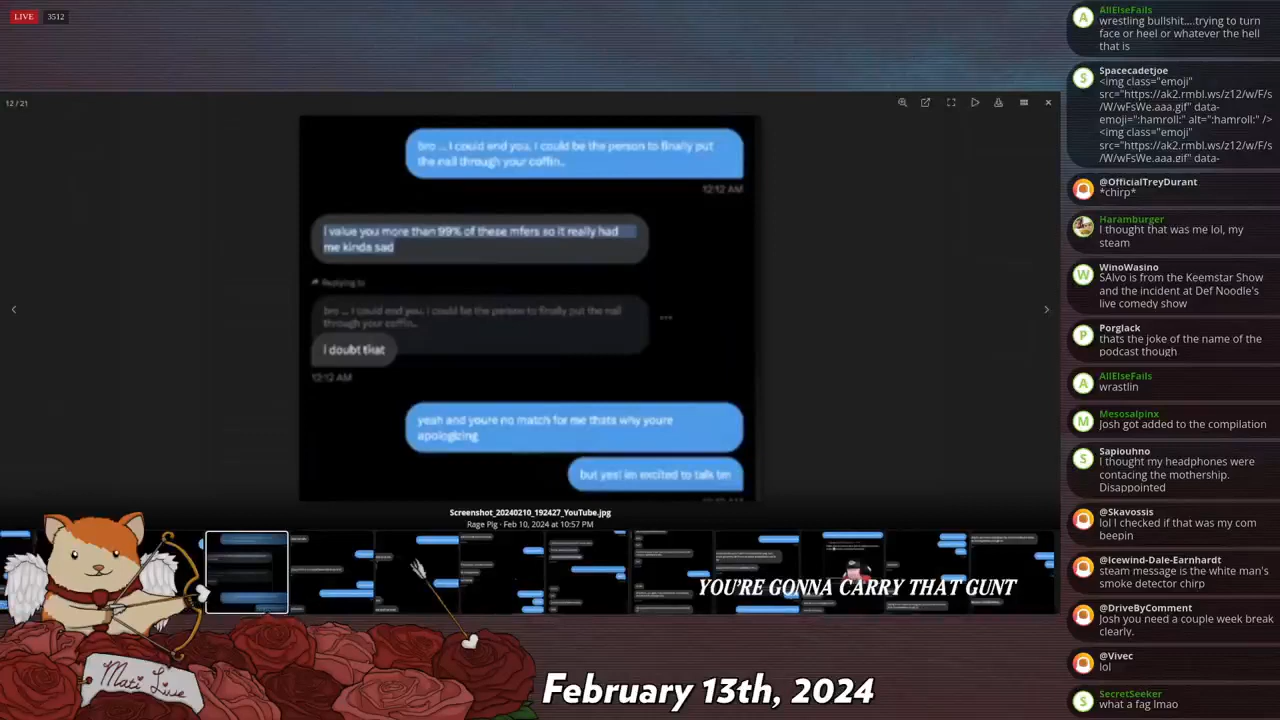 LIVE 3512
12 / 21
bro ... I could end you. I could be the person to finally put
the nail through your coffin..
12:12 AM
I value you more than 99% of these mfers so it really had
me kinda sad
Replying to
bro ... I could end you. I could be the person to finally put the nail
through your coffin..
I doubt that
12:12 AM
yeah and youre no match for me thats why youre
apologizing
but yes! im excited to talk tm
Screenshot_20240210_192427_YouTube.jpg
Rage Pig · Feb 10, 2024 at 10:57 PM
YOU'RE GONNA CARRY THAT GUNT
Mati Live
February 13th, 2024
AllElseFails
wrestling bullshit....trying to turn
face or heel or whatever the hell
that is
Spacecadetjoe
<img class="emoji"
src="https://ak2.rmbl.ws/z12/w/F/s
/W/wFsWe.aaa.gif" data-
emoji=":hamroll:" alt=":hamroll:" />
<img class="emoji"
src="https://ak2.rmbl.ws/z12/w/F/s
/W/wFsWe.aaa.gif" data-
@OfficialTreyDurant
*chirp*
Haramburger
I thought that was me lol, my
steam
WinoWasino
SAlvo is from the Keemstar Show
and the incident at Def Noodle's
live comedy show
Porglack
thats the joke of the name of the
podcast though
AllElseFails
wrastlin
Mesosalpinx
Josh got added to the compilation
Sapiouhno
I thought my headphones were
contacing the mothership.
Disappointed
@Skavossis
lol I checked if that was my com
beepin
@Icewind-Dale-Earnhardt
steam message is the white man's
smoke detector chirp
@DriveByComment
Josh you need a couple week break
clearly.
@Vivec
lol
SecretSeeker
what a fag lmao